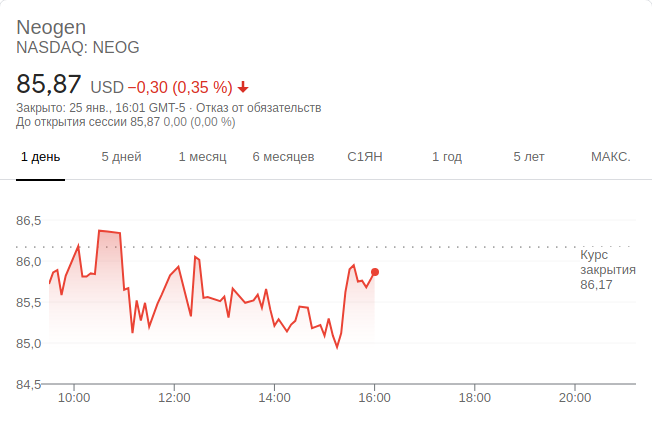 Neogen
NASDAQ: NEOG
85,87 USD −0,30 (0,35 %)
Закрыто: 25 янв., 16:01 GMT-5 · Отказ от обязательств
До открытия сессии 85,87 0,00 (0,00 %)
1 день 5 дней 1 месяц 6 месяцев С1ЯН 1 год 5 лет МАКС.
86,5
86,0
85,5
85,0
84,5
Курс
закрытия
86,17
10:00 12:00 14:00 16:00 18:00 20:00